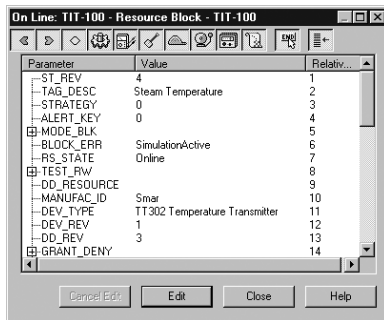 On Line: TIT-100 - Resource Block - TIT-100
END
Parameter Value Relativ...
ST_REV 4 1
TAG_DESC Steam Temperature 2
STRATEGY 0 3
ALERT_KEY 0 4
MODE_BLK 5
BLOCK_ERR SimulationActive 6
RS_STATE Online 7
TEST_RW 8
DD_RESOURCE 9
MANUFAC_ID Smar 10
DEV_TYPE TT302 Temperature Transmitter 11
DEV_REV 1 12
DD_REV 3 13
GRANT_DENY 14
Cancel Edit Edit Close Help